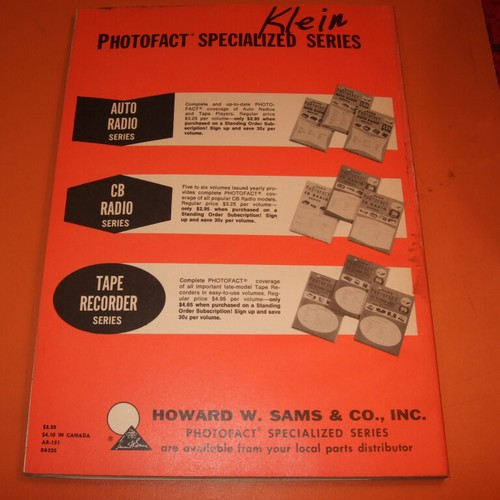 Klein
PHOTOFACT® SPECIALIZED SERIES
AUTO
RADIO
SERIES
Complete and up-to-date PHOTO-
FACT® coverage of Auto Radios
and Tape Players. Regular price
$3.25 per volume—only $2.95 when
purchased on a Standing Order Sub-
scription! Sign up and save 30¢ per
volume.
CB
RADIO
SERIES
Five to six volumes issued yearly pro-
vides complete PHOTOFACT® cov-
erage of all popular CB Radio models.
Regular price $3.25 per volume—
only $2.95 when purchased on a
Standing Order Subscription! Sign
up and save 30¢ per volume.
TAPE
RECORDER
SERIES
Complete PHOTOFACT® coverage
of all important late-model Tape Re-
corders in easy-to-use volumes. Reg-
ular price $4.95 per volume—only
$4.65 when purchased on a Standing
Order Subscription! Sign up and save
30¢ per volume.
$4.10 IN CANADA
AR-151
HOWARD W. SAMS & CO., INC.
PHOTOFACT® SPECIALIZED SERIES
are available from your local parts distributor